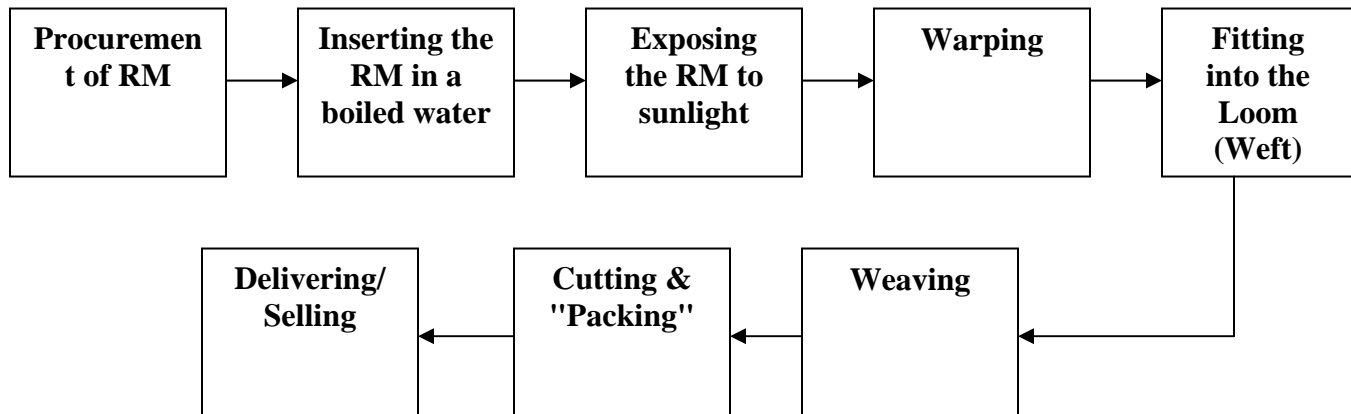 Procuremen
t of RM
Inserting the
RM in a
boiled water
Exposing
the RM to
sunlight
Warping
Fitting
into the
Loom
(Weft)
Delivering/
Selling
Cutting &
"Packing"
Weaving